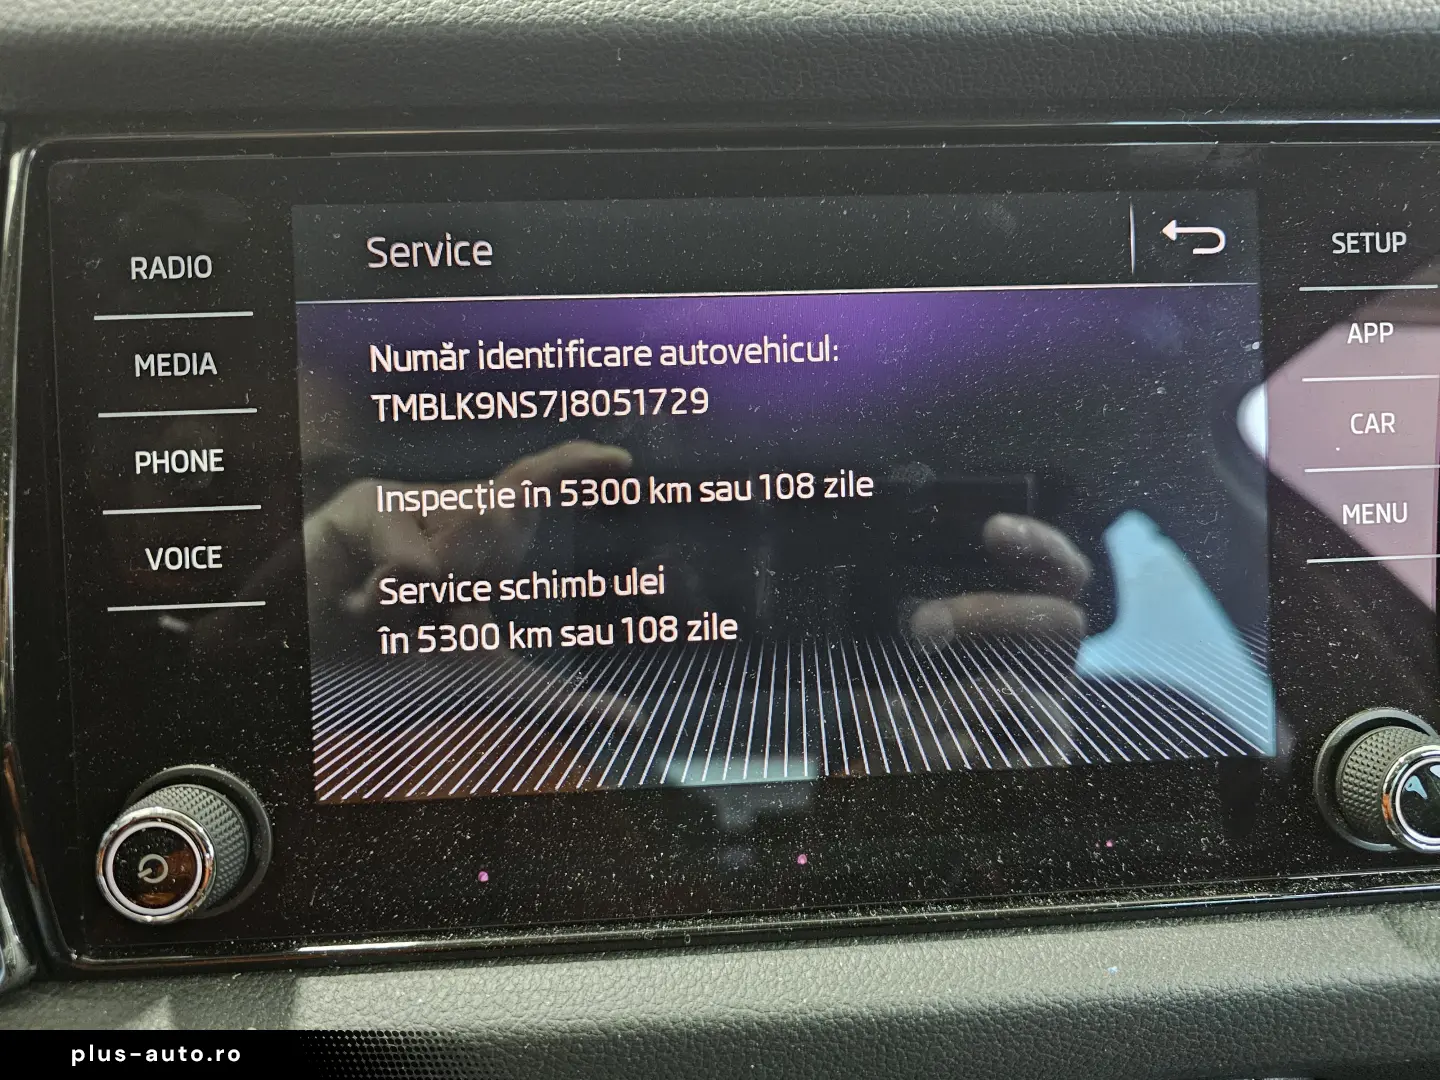 Service
RADIO
MEDIA
PHONE
VOICE
Număr identificare autovehicul:
TMBLK9NS7J8051729
Inspecție în 5300 km sau 108 zile
Service schimb ulei
în 5300 km sau 108 zile
SETUP
APP
CAR
MENU
plus-auto.ro